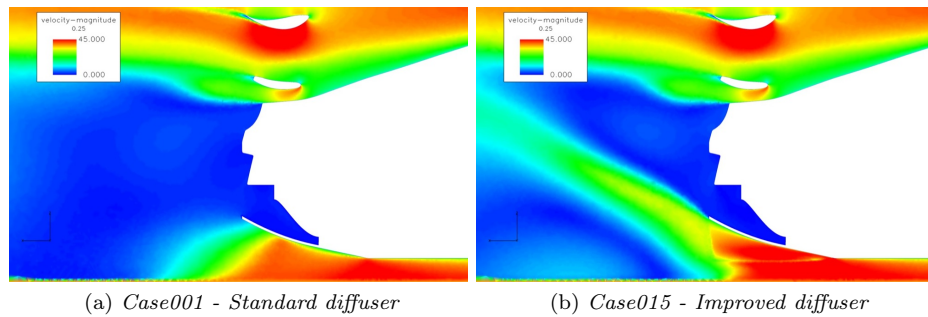 velocity-magnitude
0.25
45.000
0.000
velocity-magnitude
0.25
45.000
0.000
(a) Case001 - Standard diffuser
(b) Case015 - Improved diffuser